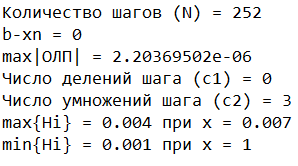 Количество шагов (N) = 252
b-xn = 0
max|ОЛП| = 2.20369502e-06
Число делений шага (c1) = 0
Число умножений шага (c2) = 3
max{Hi} = 0.004 при x = 0.007
min{Hi} = 0.001 при x = 1